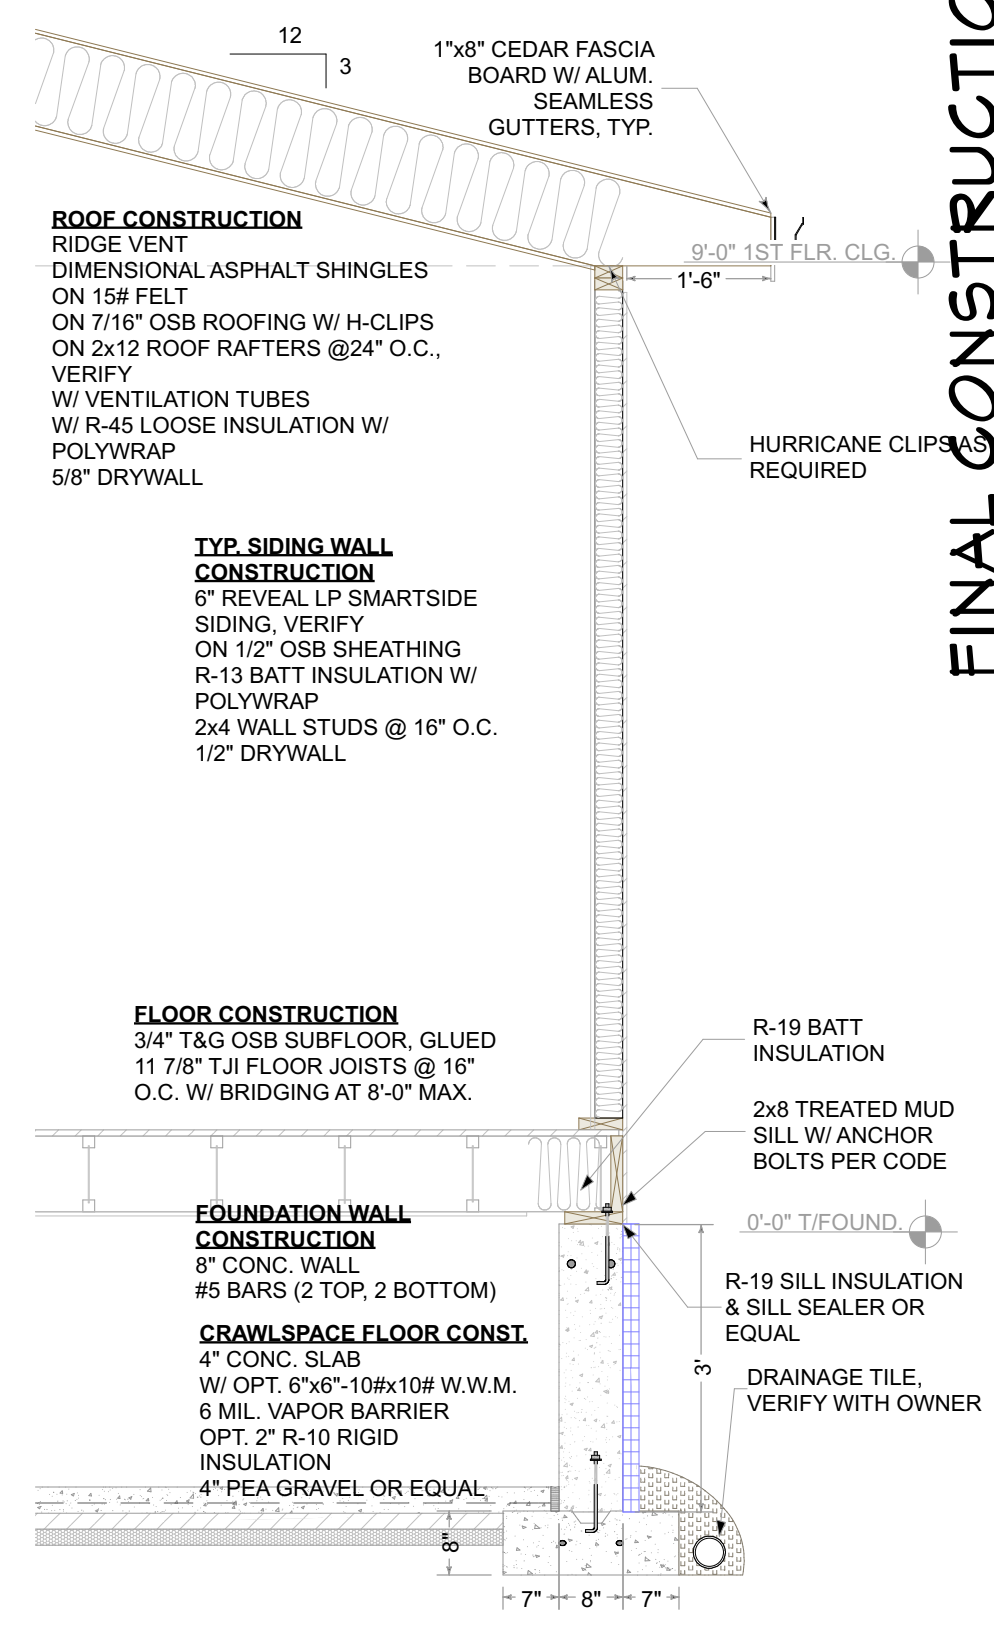 12
3
1"x8" CEDAR FASCIA
BOARD W/ ALUM.
SEAMLESS
GUTTERS, TYP.
ROOF CONSTRUCTION
RIDGE VENT
DIMENSIONAL ASPHALT SHINGLES
ON 15# FELT
ON 7/16" OSB ROOFING W/ H-CLIPS
ON 2x12 ROOF RAFTERS @24" O.C.,
VERIFY
W/ VENTILATION TUBES
W/ R-45 LOOSE INSULATION W/
POLYWRAP
5/8" DRYWALL
9'-0" 1ST FLR. CLG.
1'-6"
HURRICANE CLIPS AS
REQUIRED
TYP. SIDING WALL
CONSTRUCTION
6" REVEAL LP SMARTSIDE
SIDING, VERIFY
ON 1/2" OSB SHEATHING
R-13 BATT INSULATION W/
POLYWRAP
2x4 WALL STUDS @ 16" O.C.
1/2" DRYWALL
FLOOR CONSTRUCTION
3/4" T&G OSB SUBFLOOR, GLUED
11 7/8" TJI FLOOR JOISTS @ 16"
O.C. W/ BRIDGING AT 8'-0" MAX.
R-19 BATT
INSULATION
2x8 TREATED MUD
SILL W/ ANCHOR
BOLTS PER CODE
FOUNDATION WALL
CONSTRUCTION
8" CONC. WALL
#5 BARS (2 TOP, 2 BOTTOM)
0'-0" T/FOUND.
R-19 SILL INSULATION
& SILL SEALER OR
EQUAL
CRAWLSPACE FLOOR CONST.
4" CONC. SLAB
W/ OPT. 6"x6"-10#x10# W.W.M.
6 MIL. VAPOR BARRIER
OPT. 2" R-10 RIGID
INSULATION
4" PEA GRAVEL OR EQUAL
3'
DRAINAGE TILE,
VERIFY WITH OWNER
8"
7"
8"
7"
FINAL CONSTRUCTIO